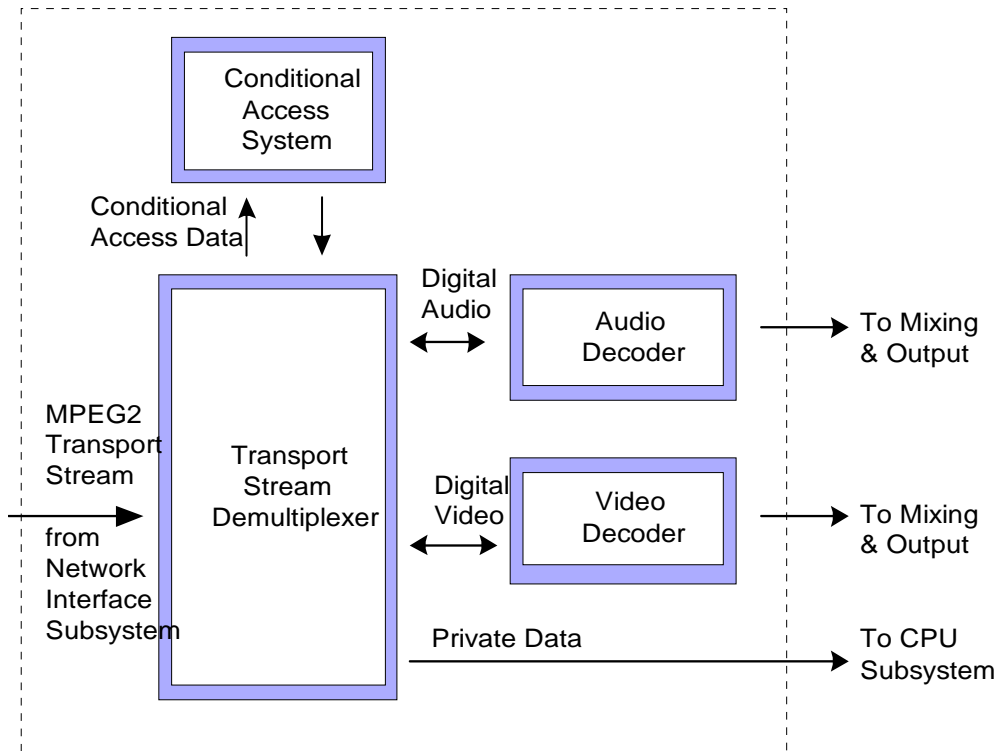 Conditional
Access
System
Conditional
Access Data
Digital
Audio
Audio
Decoder
To Mixing
& Output
MPEG2
Transport
Stream
from
Network
Interface
Subsystem
Transport
Stream
Demultiplexer
Digital
Video
Video
Decoder
To Mixing
& Output
Private Data
To CPU
Subsystem